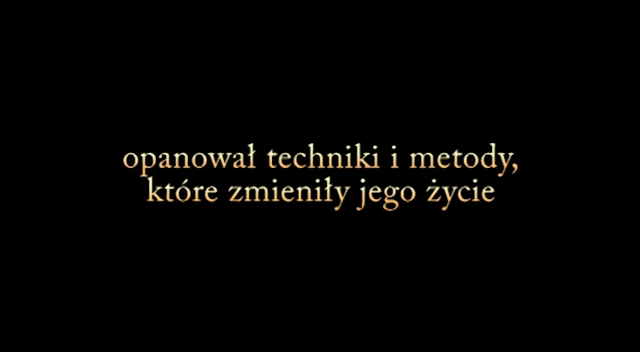 opanował techniki i metody,
które zmieniły jego życie